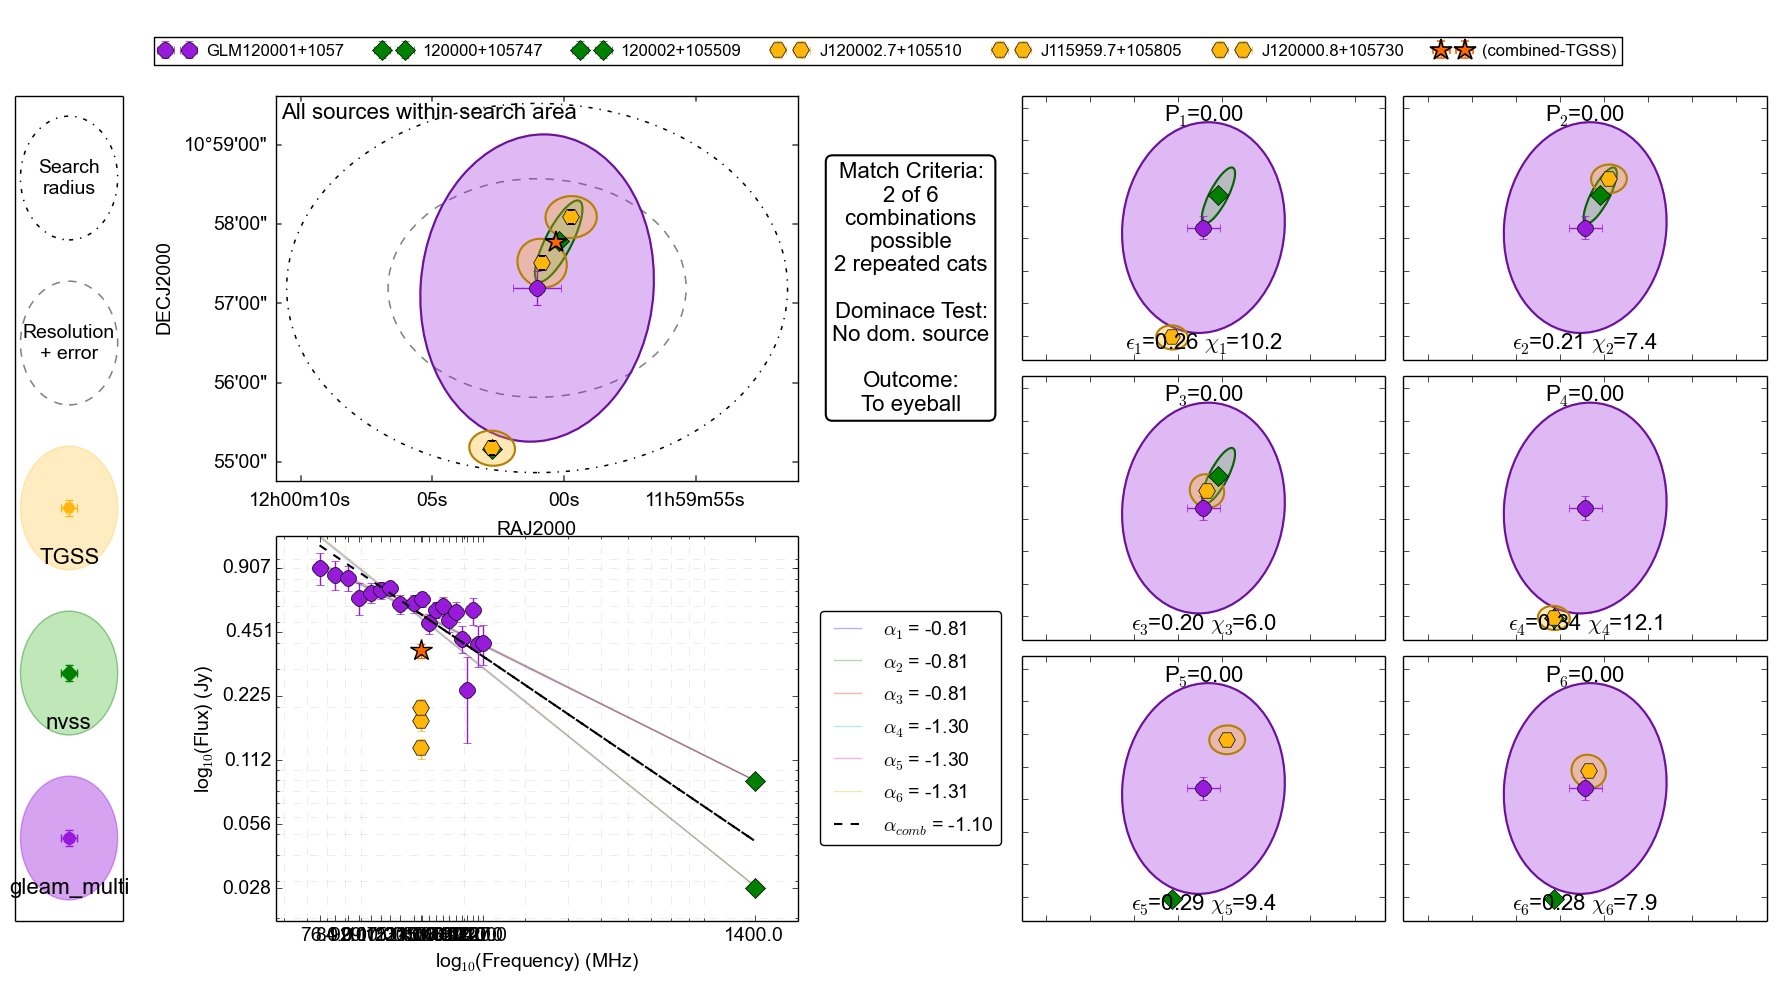 GLM120001+1057 120000+105747 120002+105509 J120002.7+105510 J115959.7+105805 J120000.8+105730 (combined-TGSS)
Search
radius
Resolution
+ error
TGSS
nvss
gleam_multi
All sources within search area
DECJ2000
10°59'00"
58'00"
57'00"
56'00"
55'00"
12h00m10s 05s 00s 11h59m55s
RAJ2000
Match Criteria:
2 of 6
combinations
possible
2 repeated cats
Dominace Test:
No dom. source
Outcome:
To eyeball
log10(Flux) (Jy)
0.907
0.451
0.225
0.112
0.056
0.028
1400.0
log10(Frequency) (MHz)
α1 = -0.81
α2 = -0.81
α3 = -0.81
α4 = -1.30
α5 = -1.30
α6 = -1.31
αcomb = -1.10
P1=0.00
ϵ1=0.26 χ1=10.2
P2=0.00
ϵ2=0.21 χ2=7.4
P3=0.00
ϵ3=0.20 χ3=6.0
P4=0.00
ϵ4=0.34 χ4=12.1
P5=0.00
ϵ5=0.29 χ5=9.4
P6=0.00
ϵ6=0.28 χ6=7.9